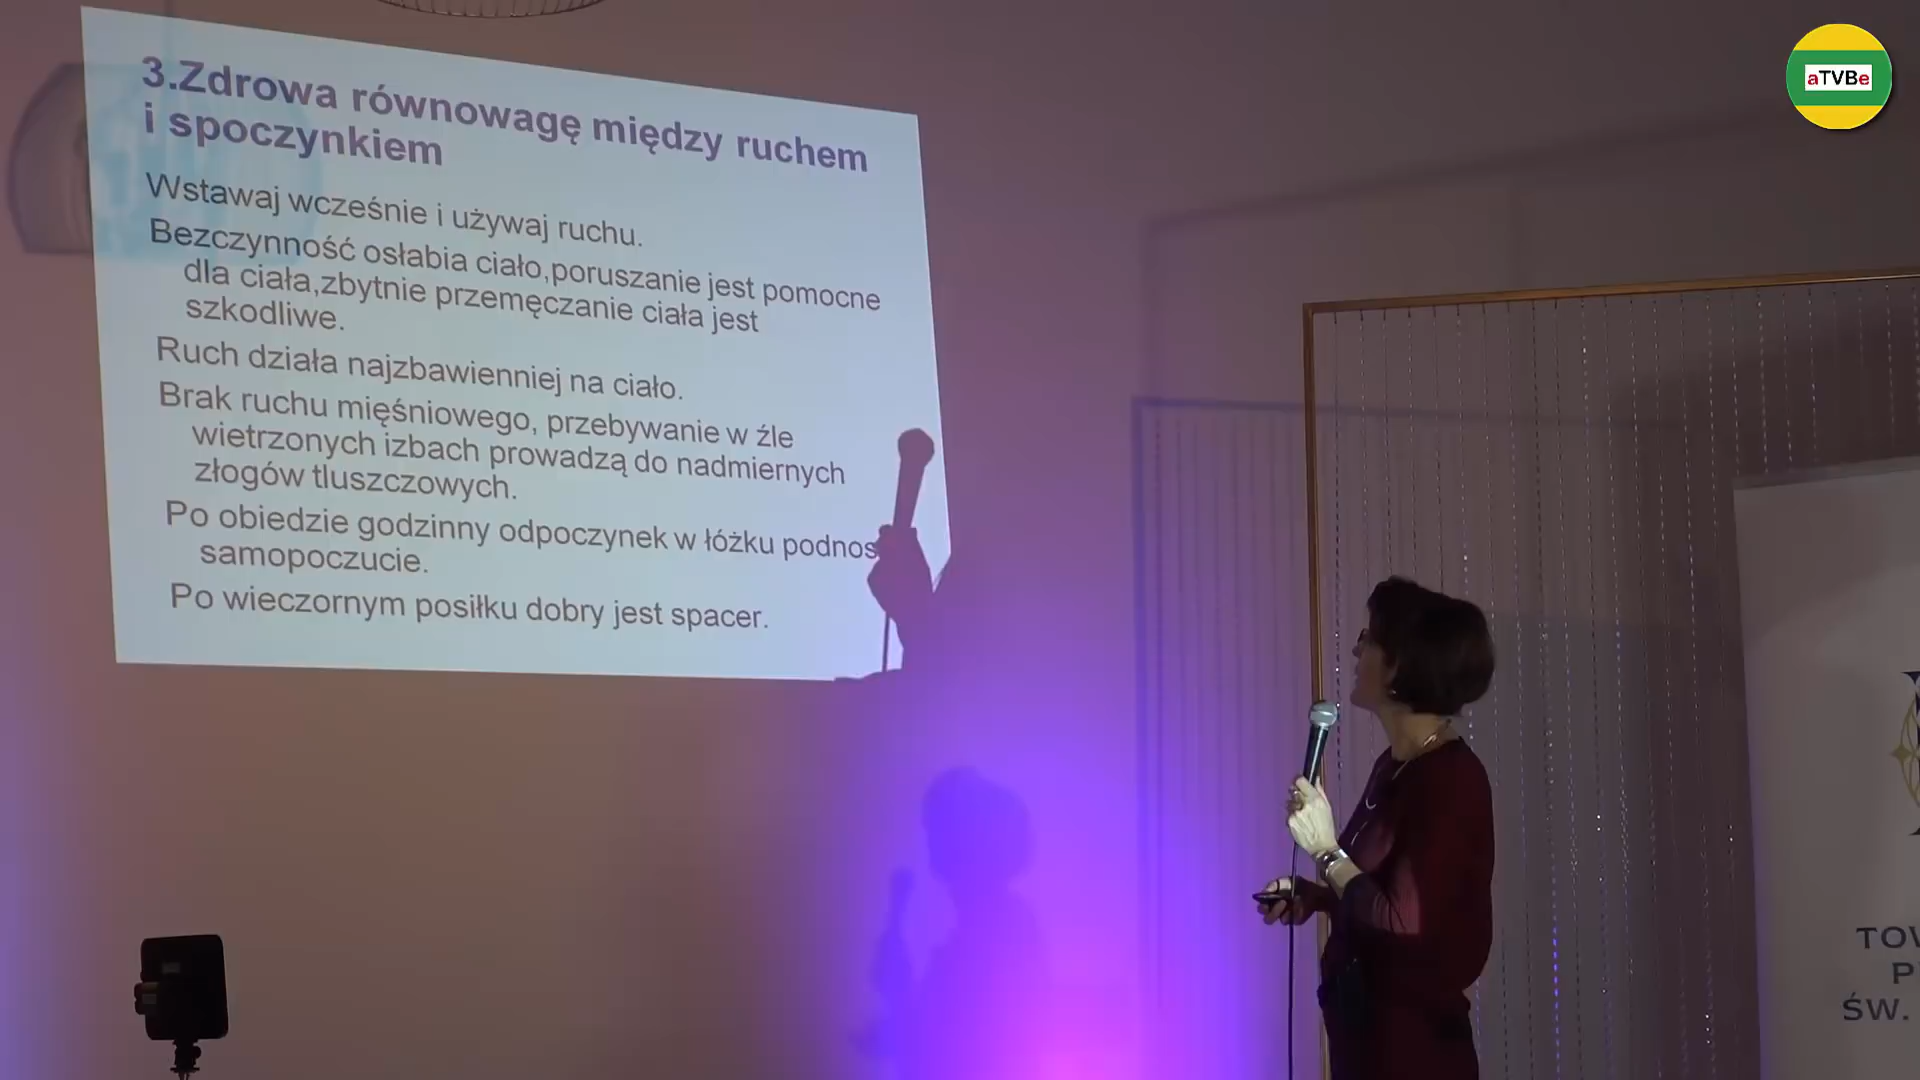 3.Zdrowa równowagę między ruchem
i spoczynkiem
Wstawaj wcześnie i używaj ruchu.
Bezczynność osłabia ciało,poruszanie jest pomocne
dla ciała,zbytnie przemęczanie ciała jest
szkodliwe.
Ruch działa najzbawienniej na ciało.
Brak ruchu mięśniowego, przebywanie w źle
wietrzonych izbach prowadzą do nadmiernych
złogów tluszczowych.
Po obiedzie godzinny odpoczynek w łóżku podnos
samopoczucie.
Po wieczornym posiłku dobry jest spacer.
aTVBe
ŚW.